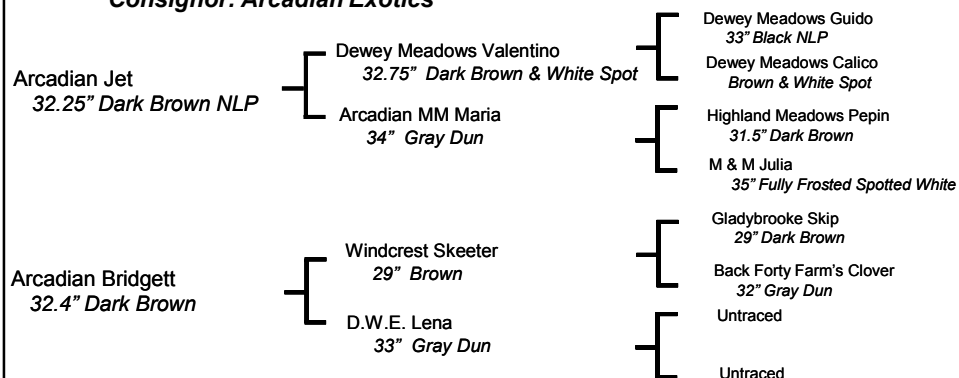 Consignor: Arcadian Exotics
Arcadian Jet
32.25” Dark Brown NLP
Dewey Meadows Valentino
32.75” Dark Brown & White Spot
Arcadian MM Maria
34” Gray Dun
Dewey Meadows Guido
33” Black NLP
Dewey Meadows Calico
Brown & White Spot
Highland Meadows Pepin
31.5” Dark Brown
M & M Julia
35” Fully Frosted Spotted White
Arcadian Bridgett
32.4” Dark Brown
Windcrest Skeeter
29” Brown
D.W.E. Lena
33” Gray Dun
Gladybrooke Skip
29” Dark Brown
Back Forty Farm’s Clover
32” Gray Dun
Untraced
Untraced